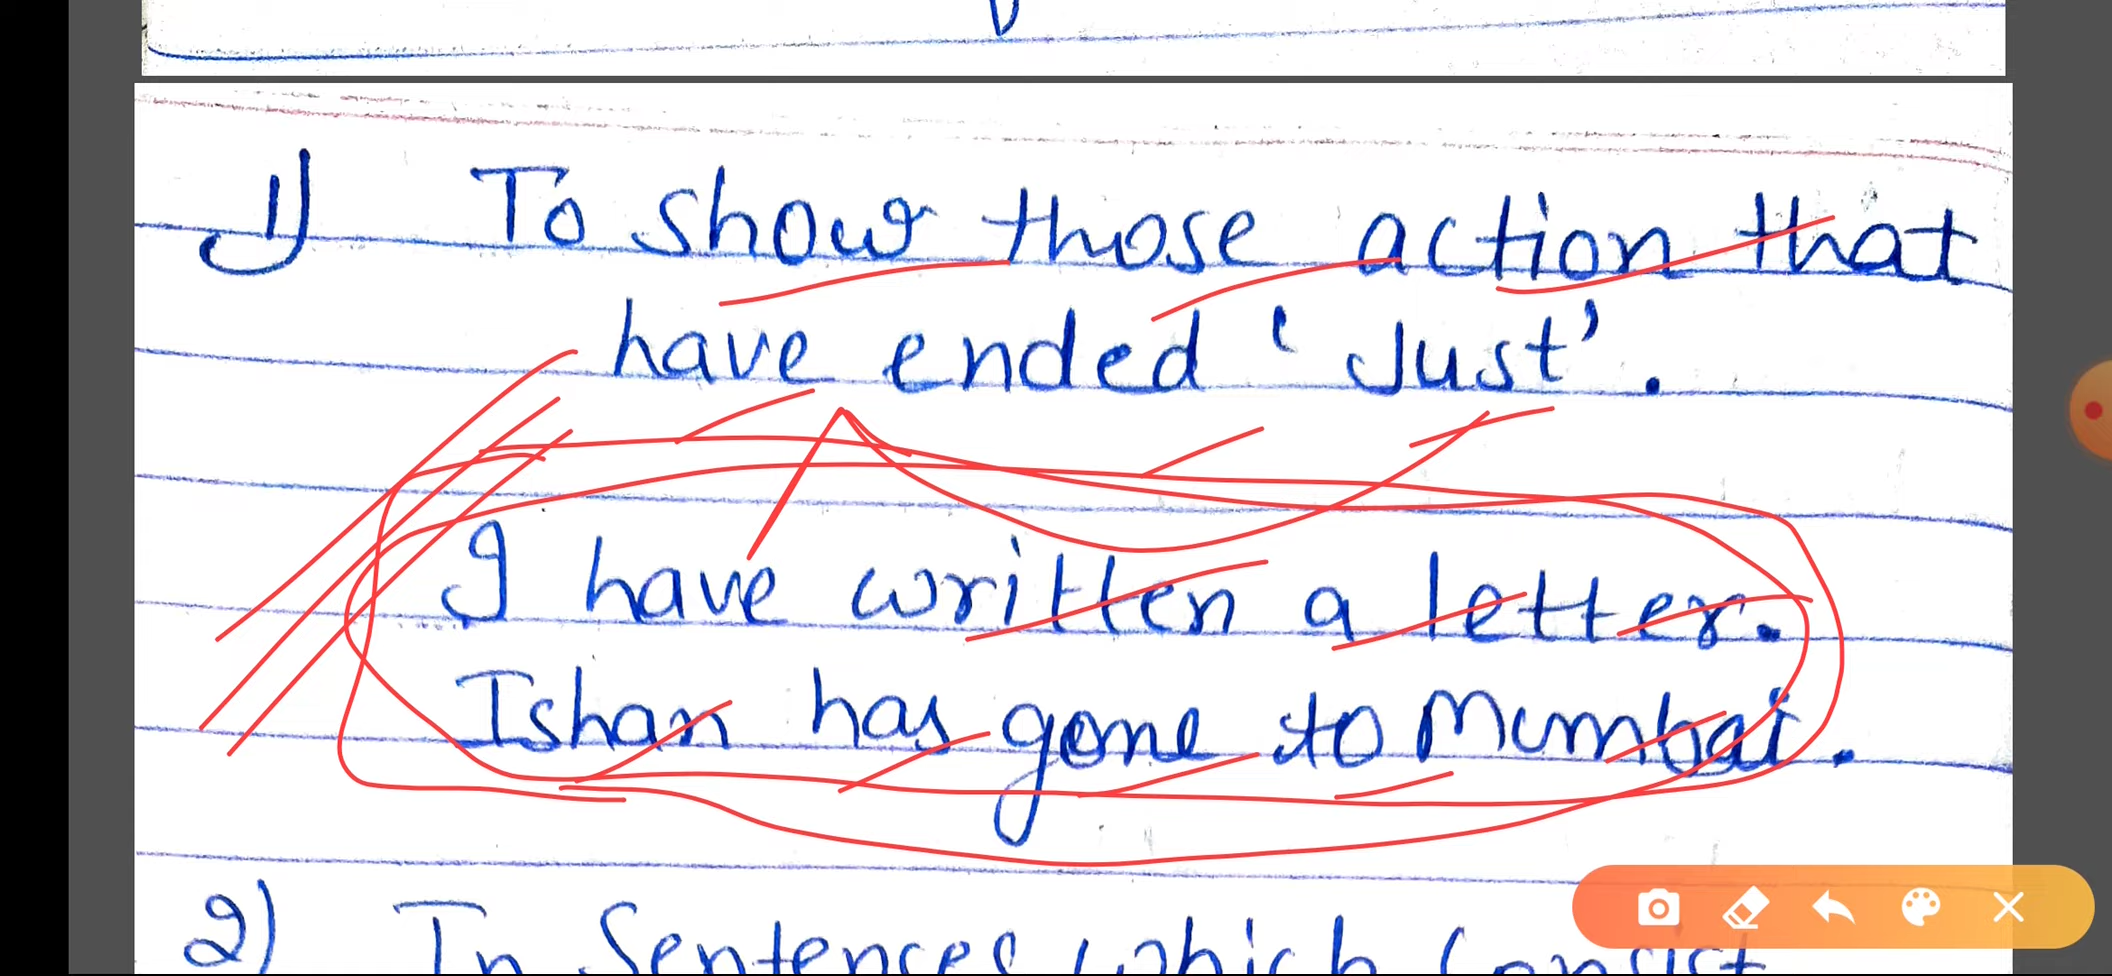 1) To show those action that
have ended 'Just'.
I have written a letter.
Ishan has gone to Mumbai.
2) In Sentences which Consist